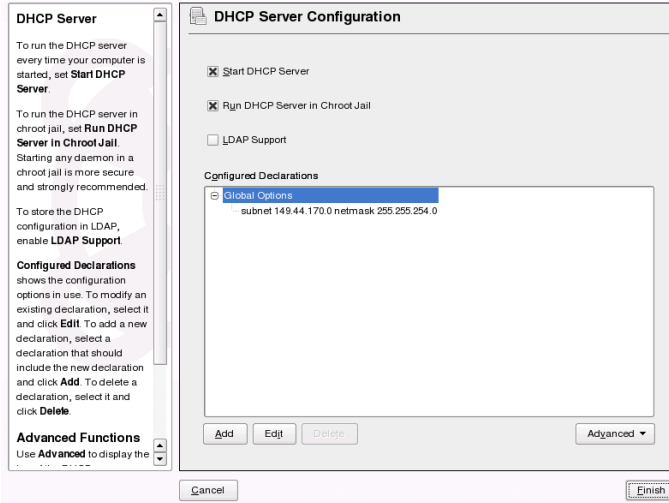 DHCP Server
To run the DHCP server
every time your computer is
started, set Start DHCP
Server.
To run the DHCP server in
chroot jail, set Run DHCP
Server in Chroot Jail.
Starting any daemon in a
chroot jail is more secure
and strongly recommended.
To store the DHCP
configuration in LDAP,
enable LDAP Support.
Configured Declarations
shows the configuration
options in use. To modify an
existing declaration, select it
and click Edit. To add a new
declaration, select a
declaration that should
include the new declaration
and click Add. To delete a
declaration, select it and
click Delete.
Advanced Functions
Use Advanced to display the
DHCP Server Configuration
Start DHCP Server
Run DHCP Server in Chroot Jail
LDAP Support
Configured Declarations
Global Options
subnet 149.44.170.0 netmask 255.255.254.0
Add Edit Delete Advanced
Cancel Finish